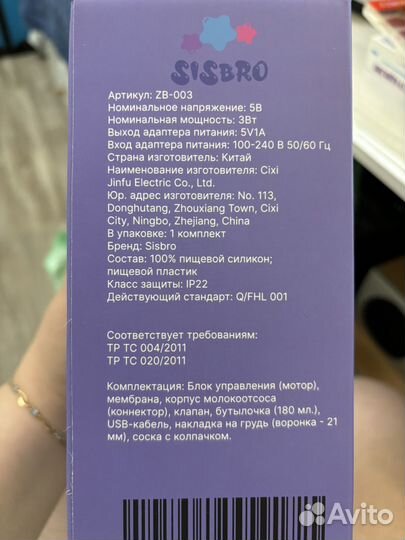 SISBRO
Артикул: ZB-003
Номинальное напряжение: 5В
Номинальная мощность: 3Вт
Выход адаптера питания: 5V1A
Вход адаптера питания: 100-240 В 50/60 Гц
Страна изготовитель: Китай
Наименование изготовителя: Cixi
Jinfu Electric Co., Ltd.
Юр. адрес изготовителя: No. 113,
Donghutang, Zhouxiang Town, Cixi
City, Ningbo, Zhejiang, China
В упаковке: 1 комплект
Бренд: Sisbro
Состав: 100% пищевой силикон;
пищевой пластик
Класс защиты: IP22
Действующий стандарт: Q/FHL 001
Соответствует требованиям:
ТР ТС 004/2011
ТР ТС 020/2011
Комплектация: Блок управления (мотор),
мембрана, корпус молокоотсоса
(коннектор), клапан, бутылочка (180 мл.),
USB-кабель, накладка на грудь (воронка - 21
мм), соска с колпачком.
Avito